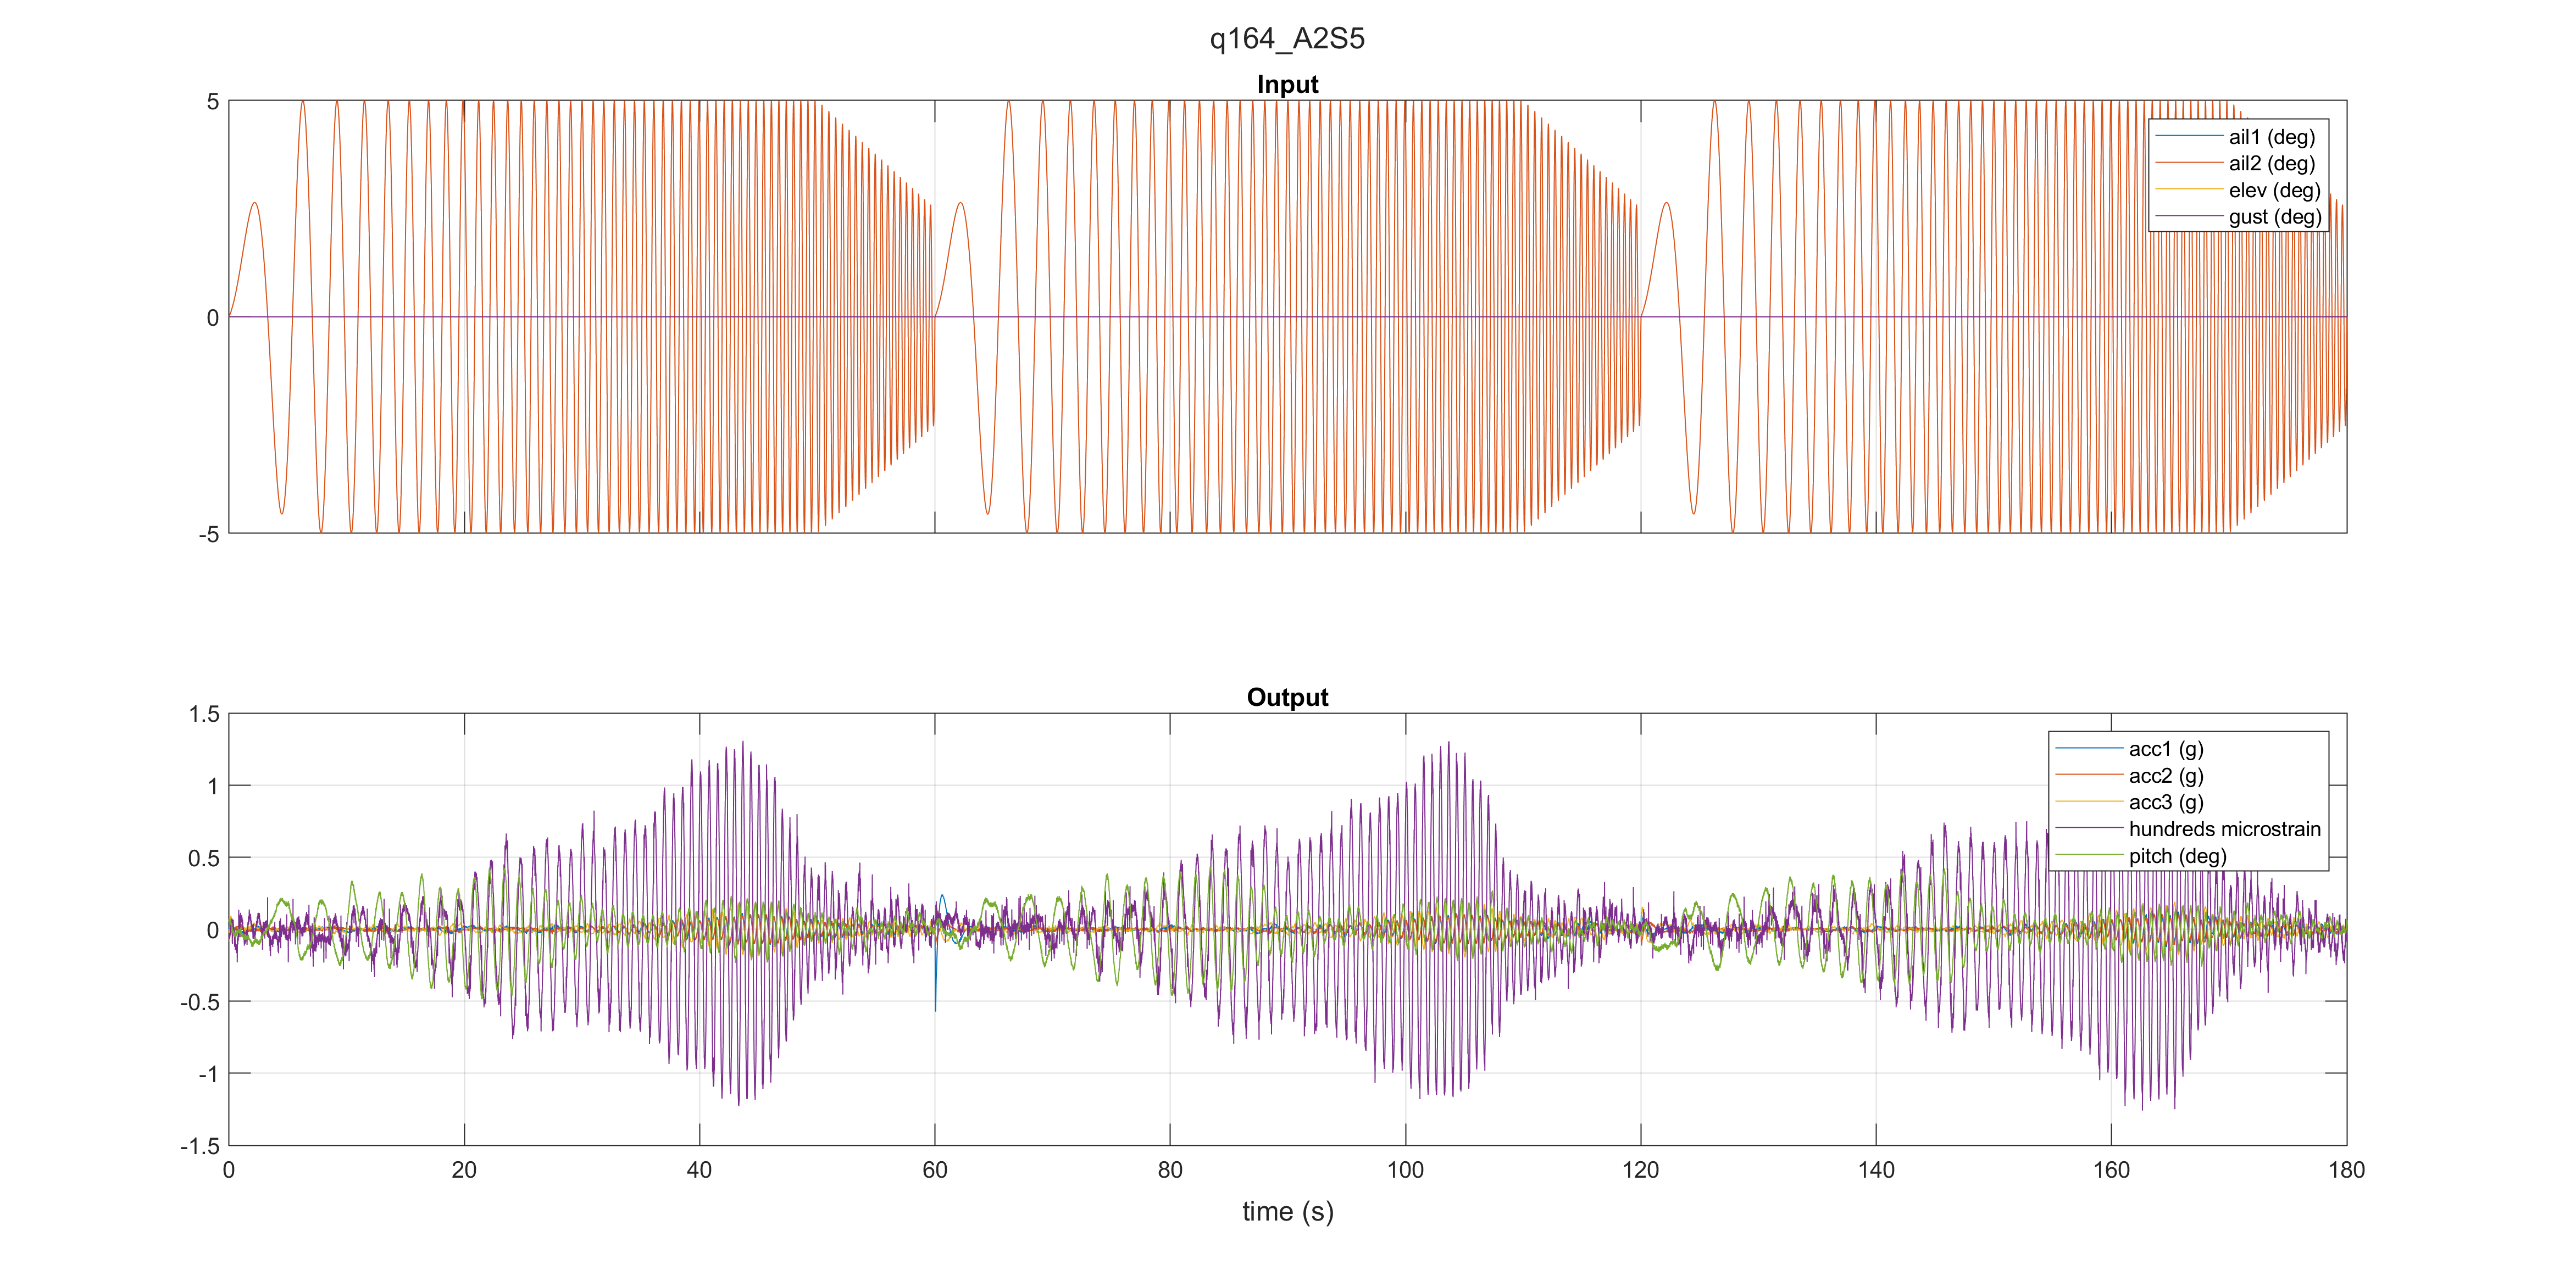 q164_A2S5
Input
5
0
-5
ail1 (deg)
ail2 (deg)
elev (deg)
gust (deg)
Output
1.5
1
0.5
0
-0.5
-1
-1.5
acc1 (g)
acc2 (g)
acc3 (g)
hundreds microstrain
pitch (deg)
0 20 40 60 80 100 120 140 160 180
time (s)